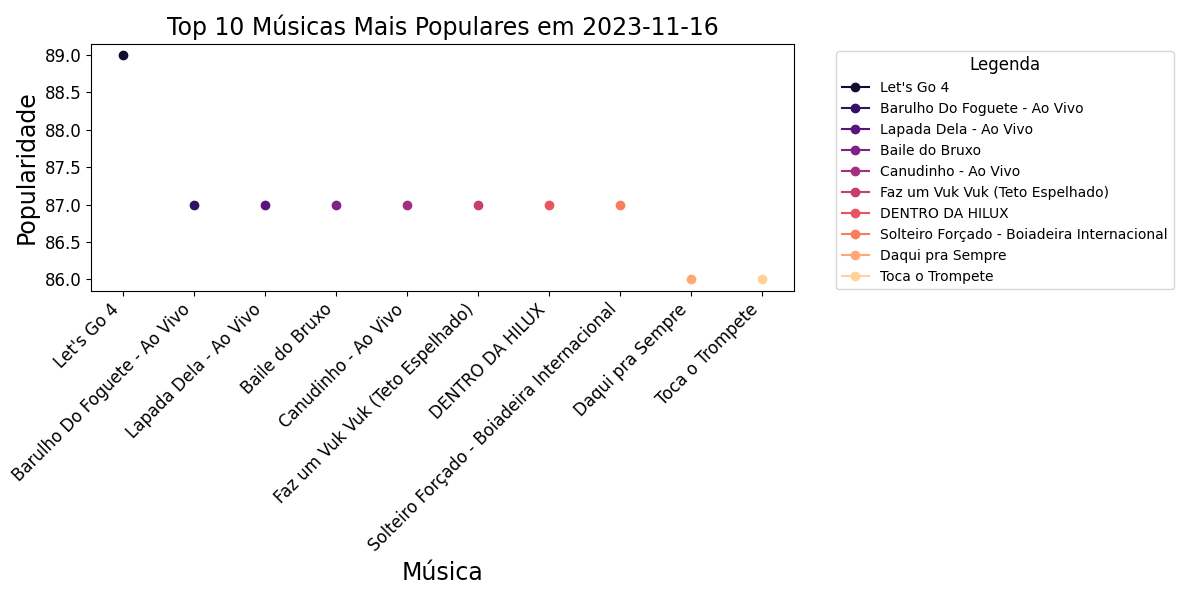 Top 10 Músicas Mais Populares em 2023-11-16
Popularidade
89.0
88.5
88.0
87.5
87.0
86.5
86.0
Let's Go 4
Barulho Do Foguete - Ao Vivo
Lapada Dela - Ao Vivo
Baile do Bruxo
Canudinho - Ao Vivo
Faz um Vuk Vuk (Teto Espelhado)
DENTRO DA HILUX
Solteiro Forçado - Boiadeira Internacional
Daqui pra Sempre
Toca o Trompete
Música
Legenda
Let's Go 4
Barulho Do Foguete - Ao Vivo
Lapada Dela - Ao Vivo
Baile do Bruxo
Canudinho - Ao Vivo
Faz um Vuk Vuk (Teto Espelhado)
DENTRO DA HILUX
Solteiro Forçado - Boiadeira Internacional
Daqui pra Sempre
Toca o Trompete